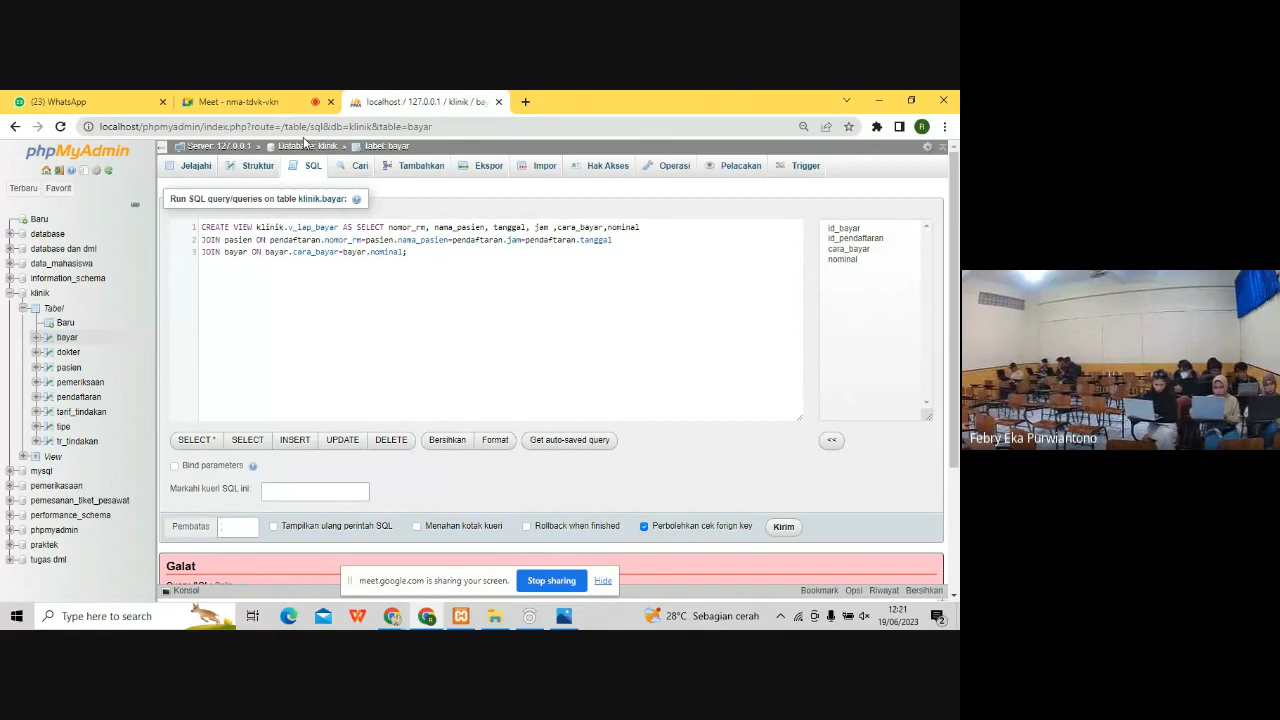 (23) WhatsApp
Meet - nma-tdvk-vkn
localhost / 127.0.0.1 / klinik / ba
localhost/phpmyadmin/index.php?route=/table/sql&db=klinik&table=bayar
R
phpMyAdmin
Terbaru Favorit
Baru
database
database dan dml
data_mahasiswa
information_schema
klinik
Tabel
Baru
bayar
dokter
pasien
pemeriksaan
pendaftaran
tarif_tindakan
tipe
tr_tindakan
View
mysql
pemerikasaan
pemesanan_tiket_pesawat
performance_schema
phpmyadmin
praktek
tugas dml
Server: 127.0.0.1 » Database: klinik » Tabel: bayar
Jelajahi Struktur SQL Cari Tambahkan Ekspor Impor Hak Akses Operasi Pelacakan Trigger
Run SQL query/queries on table klinik.bayar:
1 CREATE VIEW klinik.v_lap_bayar AS SELECT nomor_rm, nama_pasien, tanggal, jam ,cara_bayar,nominal
2 JOIN pasien ON pendaftaran.nomor_rm=pasien.nama_pasien=pendaftaran.jam=pendaftaran.tanggal
3 JOIN bayar ON bayar.cara_bayar=bayar.nominal;
id_bayar
id_pendaftaran
cara_bayar
nominal
SELECT * SELECT INSERT UPDATE DELETE Bersihkan Format Get auto-saved query <<
Bind parameters
Markahi kueri SQL ini:
Pembatas ; Tampilkan ulang perintah SQL Menahan kotak kueri Rollback when finished Perbolehkan cek forign key Kirim
Galat
Konsol
Bookmark Opsi Riwayat Bersihkan
meet.google.com is sharing your screen. Stop sharing Hide
Type here to search
28°C Sebagian cerah
12:21
19/06/2023
2
Febry Eka Purwiantono